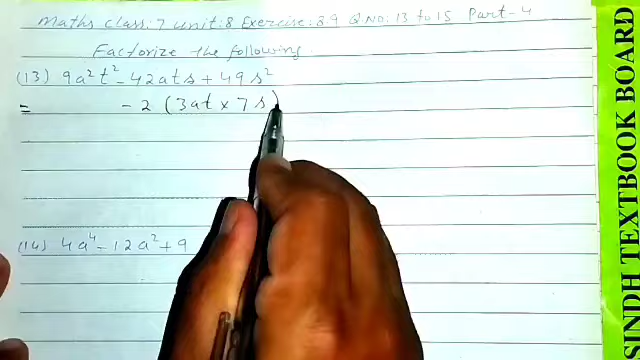 Maths Class:7 unit:8 Exercise:8.9 Q.NO: 13 to 15 Part-4
Factorize the following.
(13) 9a²t² - 42ats + 49s²
= - 2 (3at × 7s)
(14) 4a⁴ - 12a² + 9
SINDH TEXTBOOK BOARD